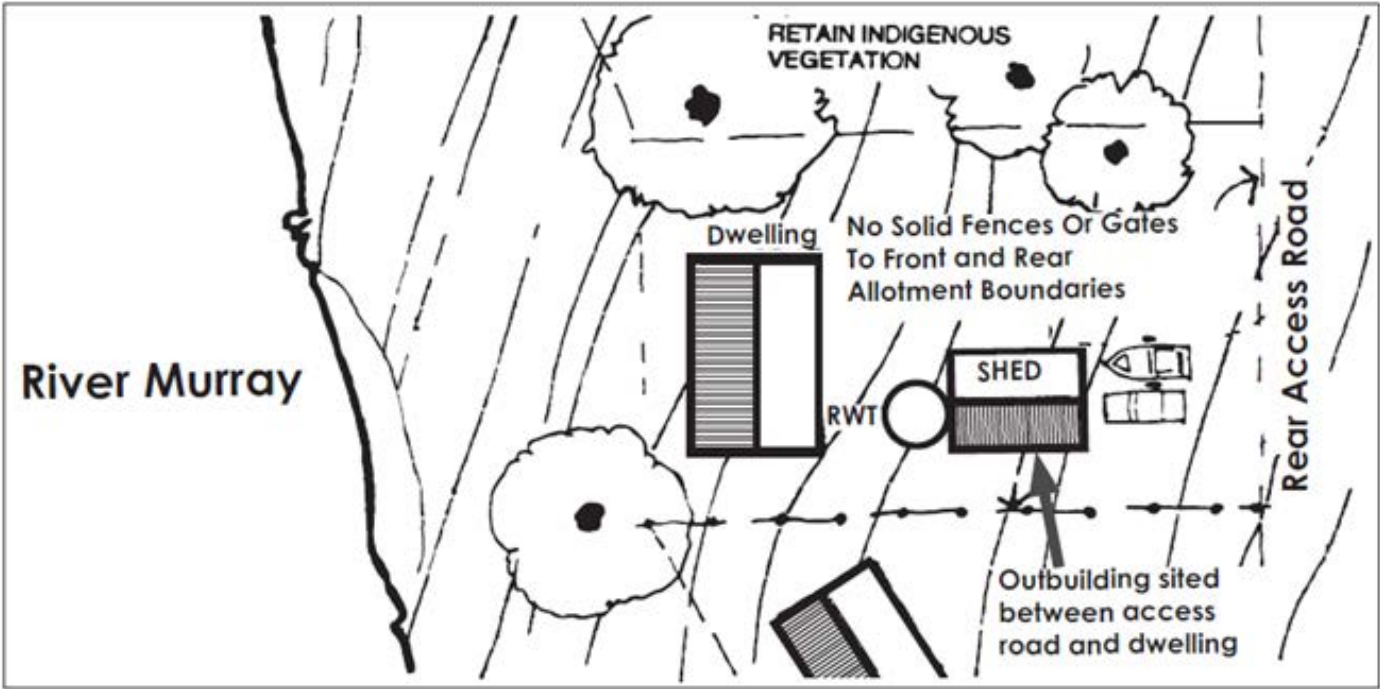 RETAIN INDIGENOUS
VEGETATION
Dwelling
No Solid Fences Or Gates
To Front and Rear
Allotment Boundaries
River Murray
SHED
RWT
Rear Access Road
Outbuilding sited
between access
road and dwelling